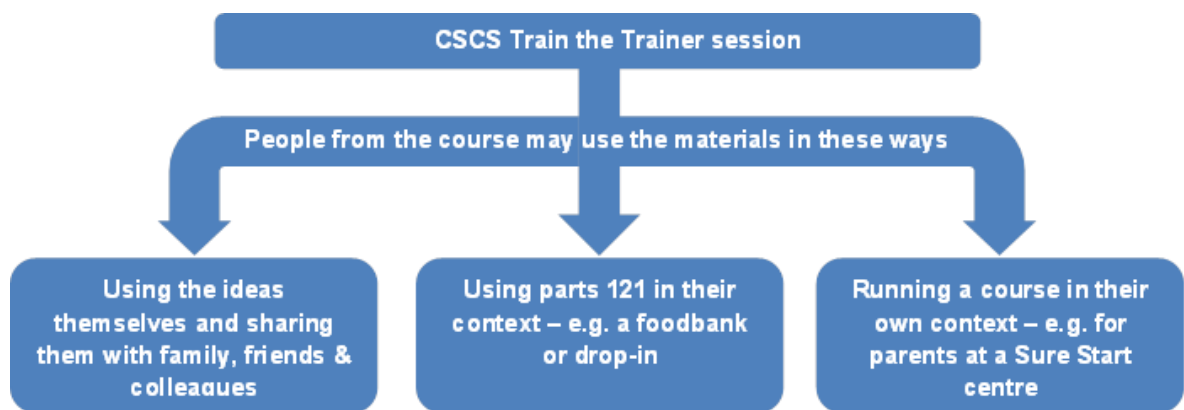 CSCS Train the Trainer session
People from the course may use the materials in these ways
Using the ideas
themselves and sharing
them with family, friends &
colleagues
Using parts 121 in their
context – e.g. a foodbank
or drop-in
Running a course in their
own context – e.g. for
parents at a Sure Start
centre